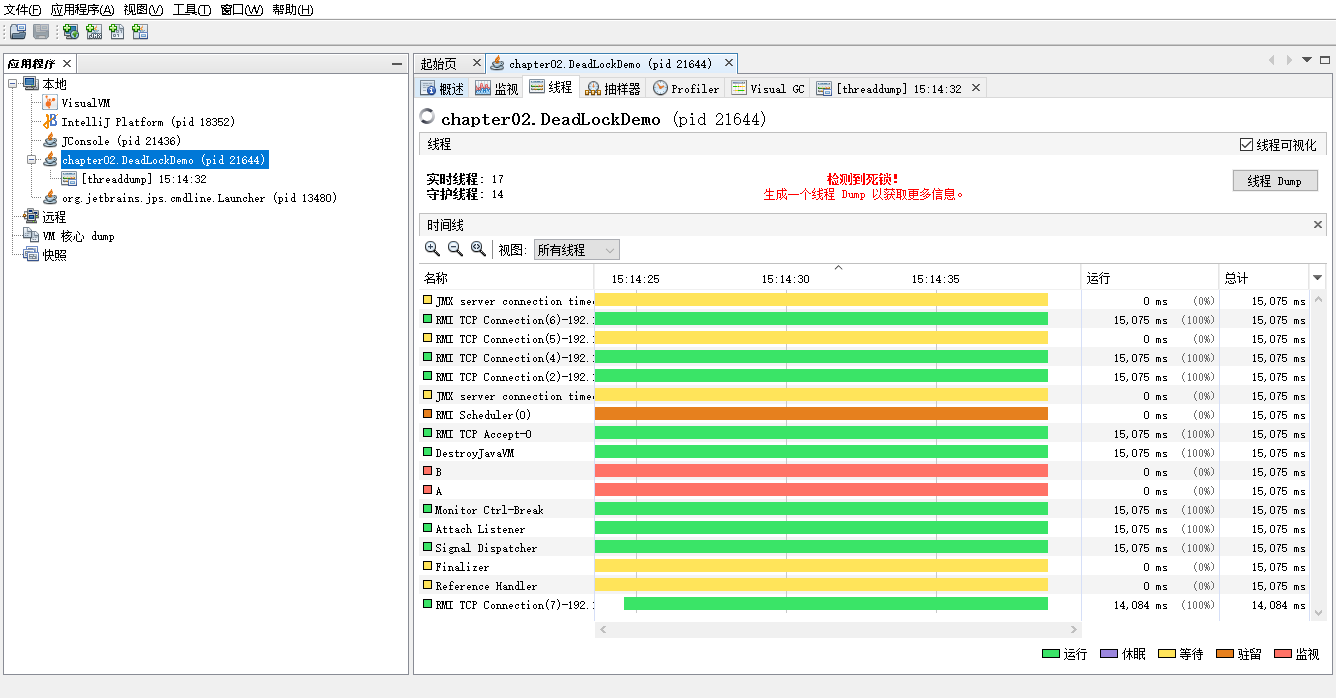 文件(F) 应用程序(A) 视图(V) 工具(T) 窗口(W) 帮助(H)
应用程序
本地
VisualVM
IntelliJ Platform (pid 18352)
JConsole (pid 21436)
chapter02.DeadLockDemo (pid 21644)
[threaddump] 15:14:32
org.jetbrains.jps.cmdline.Launcher (pid 13480)
远程
VM 核心 dump
快照
起始页 chapter02.DeadLockDemo (pid 21644)
概述 监视 线程 抽样器 Profiler Visual GC [threaddump] 15:14:32
chapter02.DeadLockDemo (pid 21644)
线程 线程可视化
实时线程: 17
守护线程: 14
检测到死锁!
生成一个线程 Dump 以获取更多信息。
线程 Dump
时间线
视图: 所有线程
名称 15:14:25 15:14:30 15:14:35 运行 总计
JMX server connection time 0 ms (0%) 15,075 ms
RMI TCP Connection(6)-192. 15,075 ms (100%) 15,075 ms
RMI TCP Connection(5)-192. 0 ms (0%) 15,075 ms
RMI TCP Connection(4)-192. 15,075 ms (100%) 15,075 ms
RMI TCP Connection(2)-192. 15,075 ms (100%) 15,075 ms
JMX server connection time 0 ms (0%) 15,075 ms
RMI Scheduler(0) 0 ms (0%) 15,075 ms
RMI TCP Accept-0 15,075 ms (100%) 15,075 ms
DestroyJavaVM 15,075 ms (100%) 15,075 ms
B 0 ms (0%) 15,075 ms
A 0 ms (0%) 15,075 ms
Monitor Ctrl-Break 15,075 ms (100%) 15,075 ms
Attach Listener 15,075 ms (100%) 15,075 ms
Signal Dispatcher 15,075 ms (100%) 15,075 ms
Finalizer 0 ms (0%) 15,075 ms
Reference Handler 0 ms (0%) 15,075 ms
RMI TCP Connection(7)-192. 14,084 ms (100%) 14,084 ms
运行 休眠 等待 驻留 监视